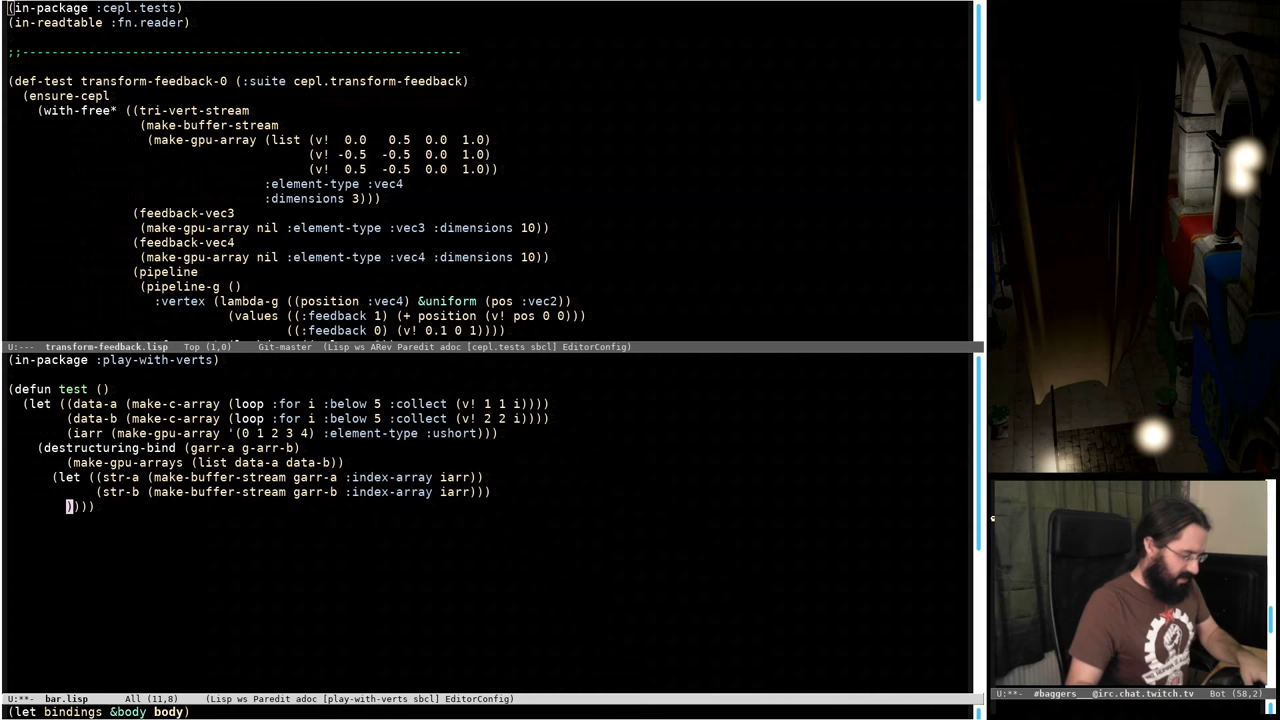 (in-package :cepl.tests)
(in-readtable :fn.reader)
;;------------------------------------------------------------
(def-test transform-feedback-0 (:suite cepl.transform-feedback)
  (ensure-cepl
    (with-free* ((tri-vert-stream
                  (make-buffer-stream
                   (make-gpu-array (list (v!  0.0   0.5  0.0  1.0)
                                         (v! -0.5  -0.5  0.0  1.0)
                                         (v!  0.5  -0.5  0.0  1.0))
                                   :element-type :vec4
                                   :dimensions 3)))
                 (feedback-vec3
                  (make-gpu-array nil :element-type :vec3 :dimensions 10))
                 (feedback-vec4
                  (make-gpu-array nil :element-type :vec4 :dimensions 10))
                 (pipeline
                  (pipeline-g ()
                    :vertex (lambda-g ((position :vec4) &uniform (pos :vec2))
                              (values ((:feedback 1) (+ position (v! pos 0 0)))
                                      ((:feedback 0) (v! 0.1 0 1))))
U:---  transform-feedback.lisp   Top (1,0)     Git-master  (Lisp ws ARev Paredit adoc [cepl.tests sbcl] EditorConfig)
(in-package :play-with-verts)
(defun test ()
  (let ((data-a (make-c-array (loop :for i :below 5 :collect (v! 1 1 i))))
        (data-b (make-c-array (loop :for i :below 5 :collect (v! 2 2 i))))
        (iarr (make-gpu-array '(0 1 2 3 4) :element-type :ushort)))
    (destructuring-bind (garr-a g-arr-b)
        (make-gpu-arrays (list data-a data-b))
      (let ((str-a (make-buffer-stream garr-a :index-array iarr))
            (str-b (make-buffer-stream garr-b :index-array iarr)))
        ))))
U:**-  bar.lisp       All (11,8)     (Lisp ws Paredit adoc [play-with-verts sbcl] EditorConfig)
(let bindings &body body)
U:**-  #baggers___@irc.chat.twitch.tv   Bot (58,2)